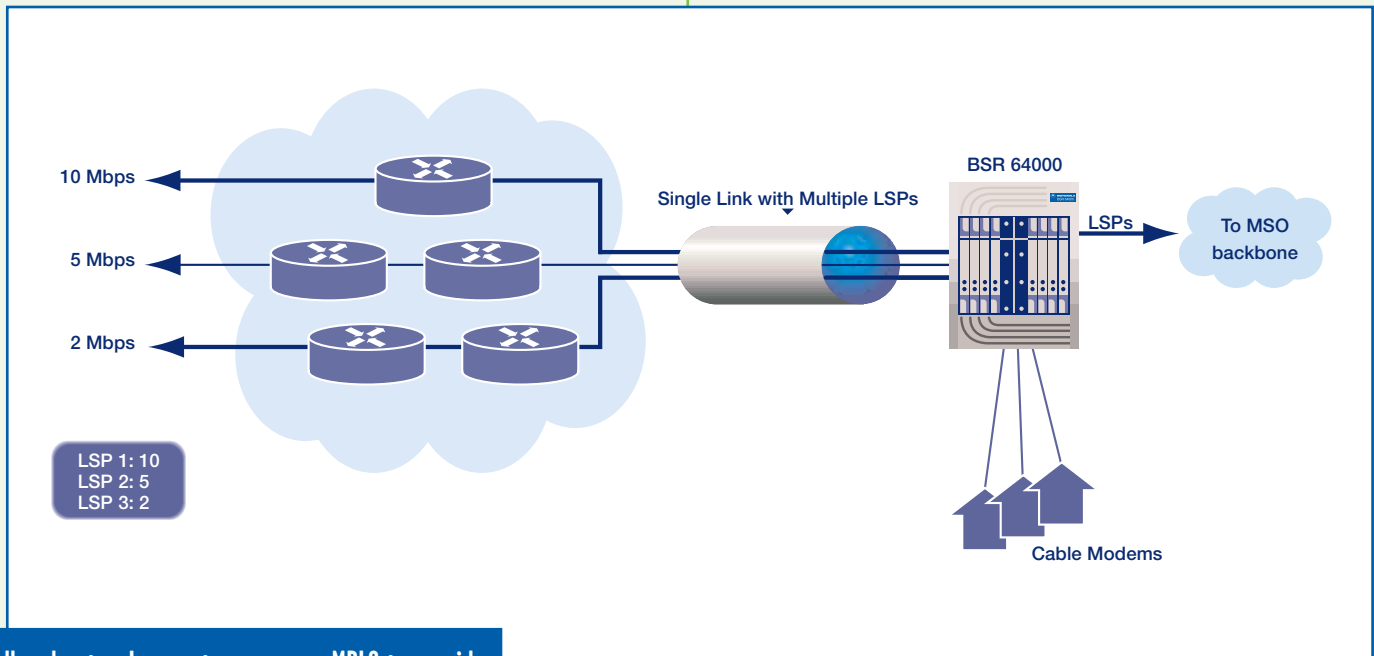 BSR 64000
10 Mbps
Single Link with Multiple LSPs
LSPs
To MSO
backbone
5 Mbps
2 Mbps
LSP 1: 10
LSP 2: 5
LSP 3: 2
Cable Modems